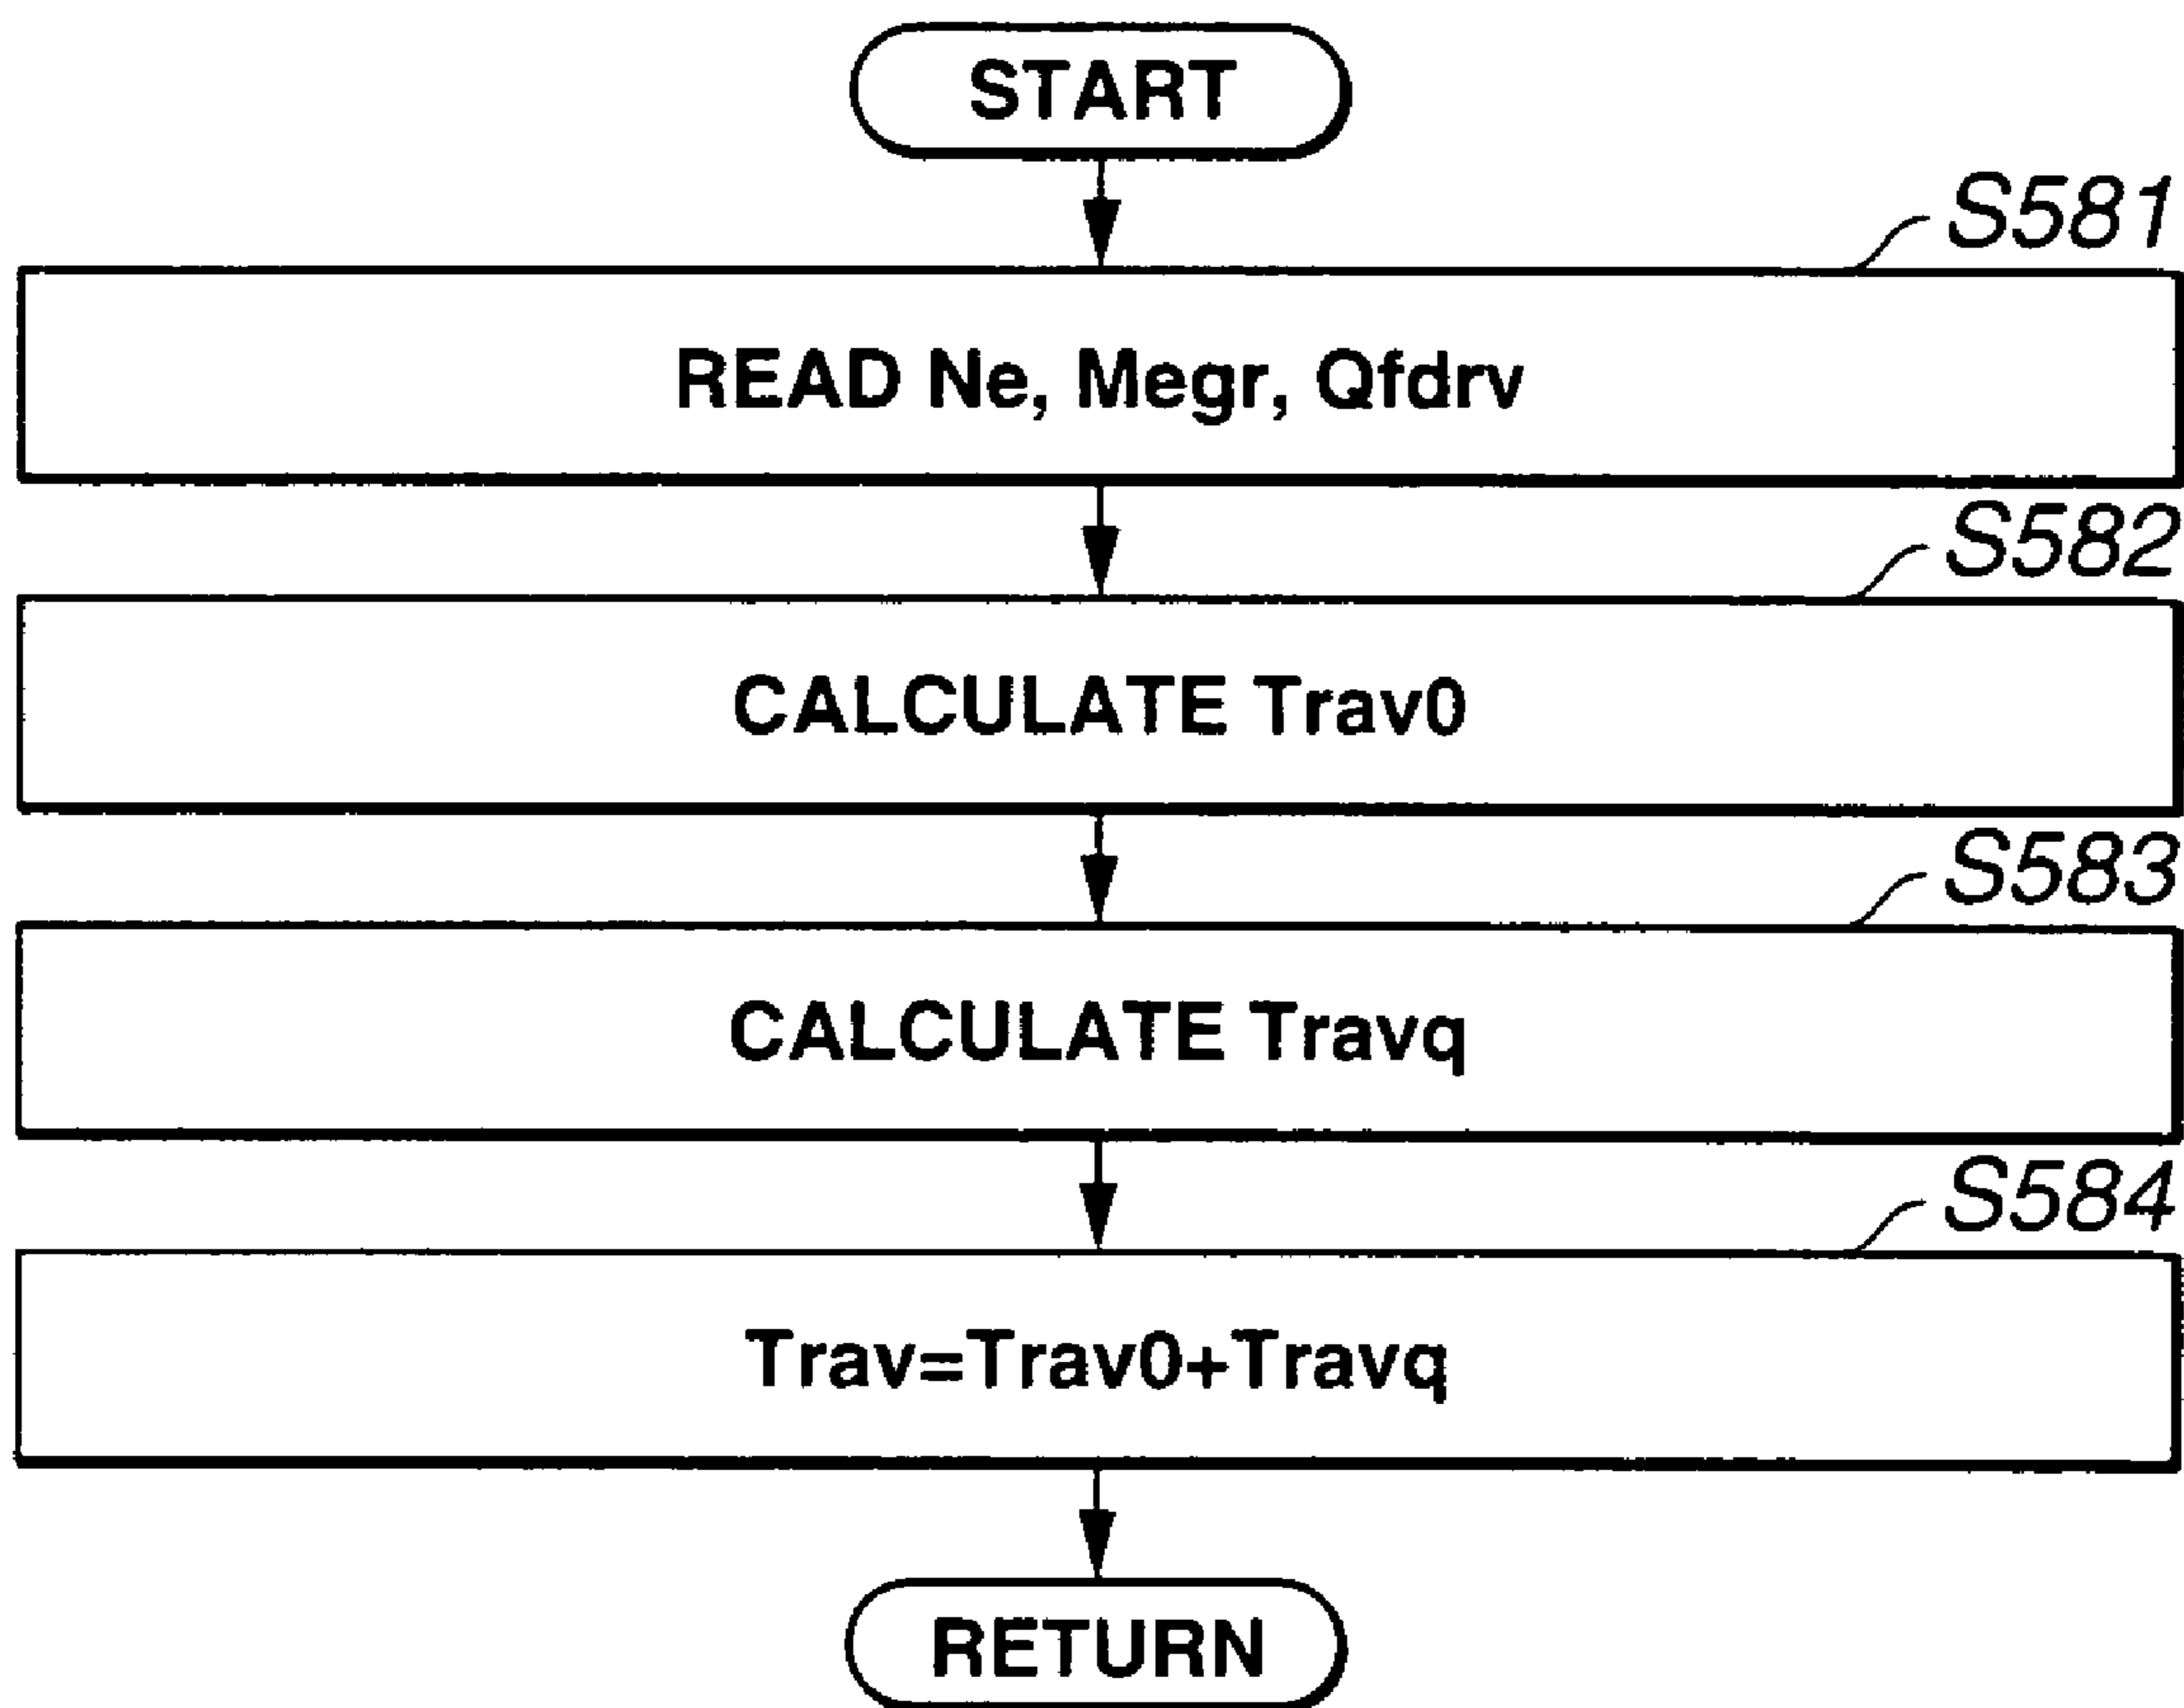 START
S581
READ Ne, Megr, Qfdrv
S582
CALCULATE Trav0
S583
CALCULATE Travq
S584
Trav=Trav0+Travq
RETURN